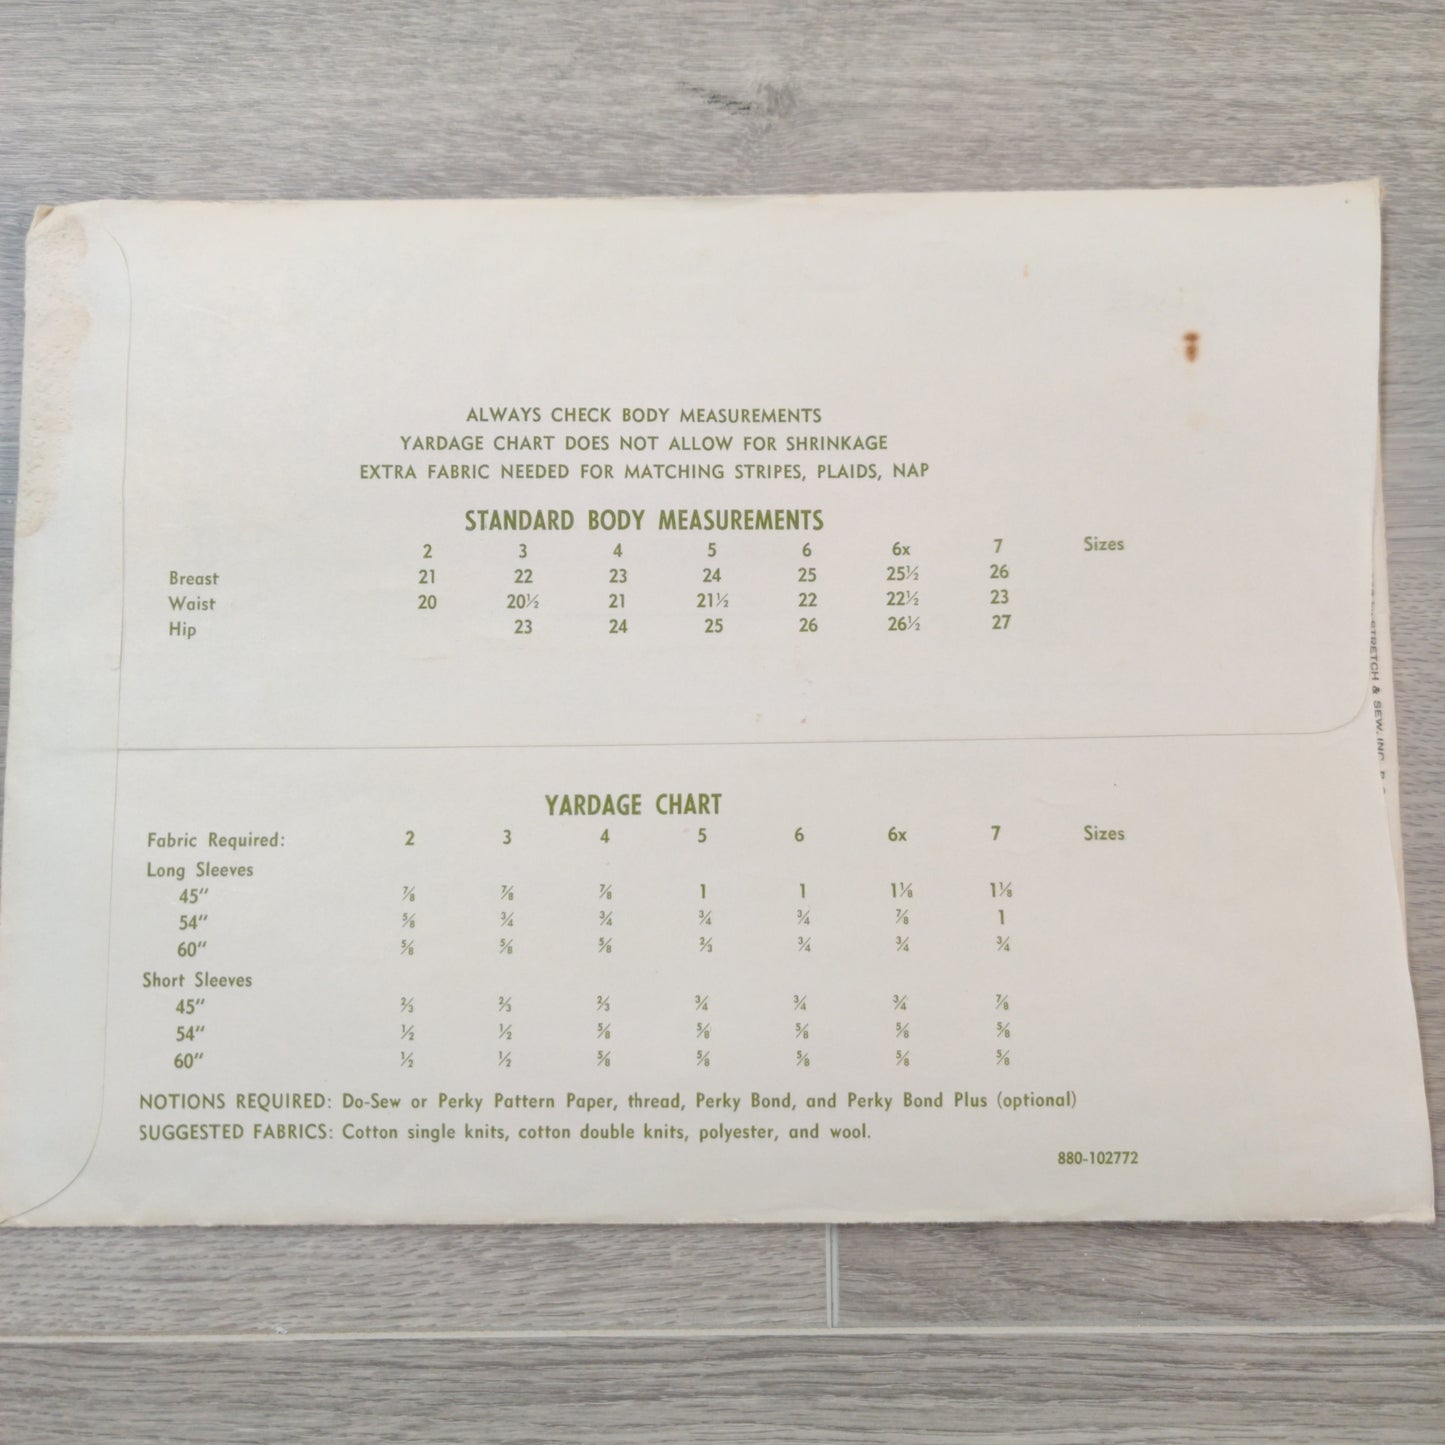 ALWAYS CHECK BODY MEASUREMENTS
YARDAGE CHART DOES NOT ALLOW FOR SHRINKAGE
EXTRA FABRIC NEEDED FOR MATCHING STRIPES, PLAIDS, NAP
STANDARD BODY MEASUREMENTS
2 3 4 5 6 6x 7 Sizes
Breast 21 22 23 24 25 25½ 26
Waist 20 20½ 21 21½ 22 22½ 23
Hip 23 24 25 26 26½ 27
STRETCH & SEW, INC.
YARDAGE CHART
Fabric Required: 2 3 4 5 6 6x 7 Sizes
Long Sleeves
45" ⅞ ⅞ ⅞ 1 1 1⅛ 1⅛
54" ⅝ ¾ ¾ ¾ ¾ ⅞ 1
60" ⅝ ⅝ ⅝ ⅔ ¾ ¾ ¾
Short Sleeves
45" ⅔ ⅔ ⅔ ¾ ¾ ¾ ⅞
54" ½ ½ ⅝ ⅝ ⅝ ⅝ ⅝
60" ½ ½ ⅝ ⅝ ⅝ ⅝ ⅝
NOTIONS REQUIRED: Do-Sew or Perky Pattern Paper, thread, Perky Bond, and Perky Bond Plus (optional)
SUGGESTED FABRICS: Cotton single knits, cotton double knits, polyester, and wool.
880-102772